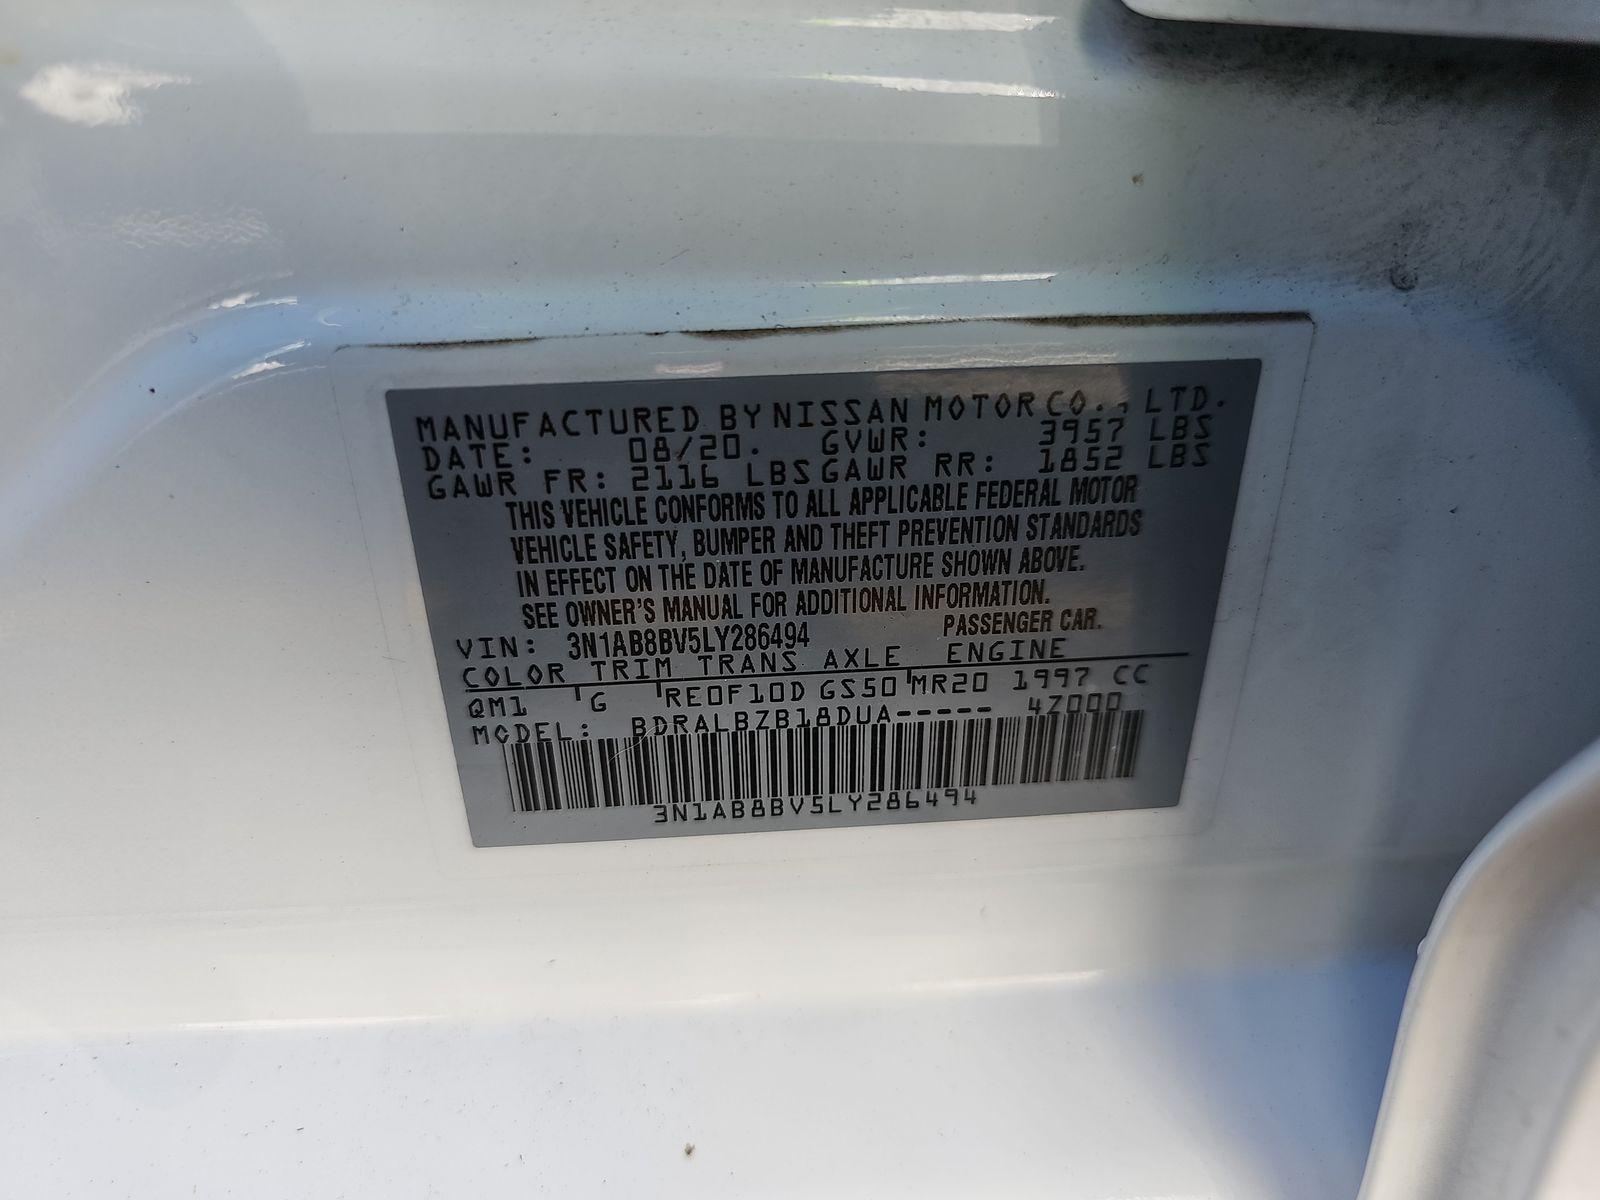 MANUFACTURED BY NISSAN MOTOR CO., LTD.
DATE: 08/20. GVWR: 3957 LBS
GAWR FR: 2116 LBS GAWR RR: 1852 LBS
THIS VEHICLE CONFORMS TO ALL APPLICABLE FEDERAL MOTOR
VEHICLE SAFETY, BUMPER AND THEFT PREVENTION STANDARDS
IN EFFECT ON THE DATE OF MANUFACTURE SHOWN ABOVE.
SEE OWNER'S MANUAL FOR ADDITIONAL INFORMATION.
VIN: 3N1AB8BV5LY286494 PASSENGER CAR.
COLOR TRIM TRANS AXLE ENGINE
QM1 G RE0F10D GS50 MR20 1997 CC
MODEL: BDRALBZB18DUA----- 4Z000
3N1AB8BV5LY286494